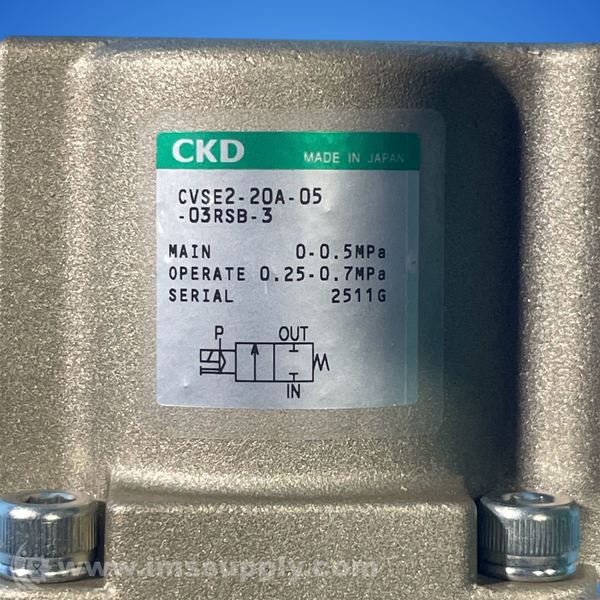 CKD MADE IN JAPAN
CVSE2-20A-05
-03RSB-3
MAIN 0-0.5MPa
OPERATE 0.25-0.7MPa
SERIAL 2511G
P OUT
IN
www.imssupply.com